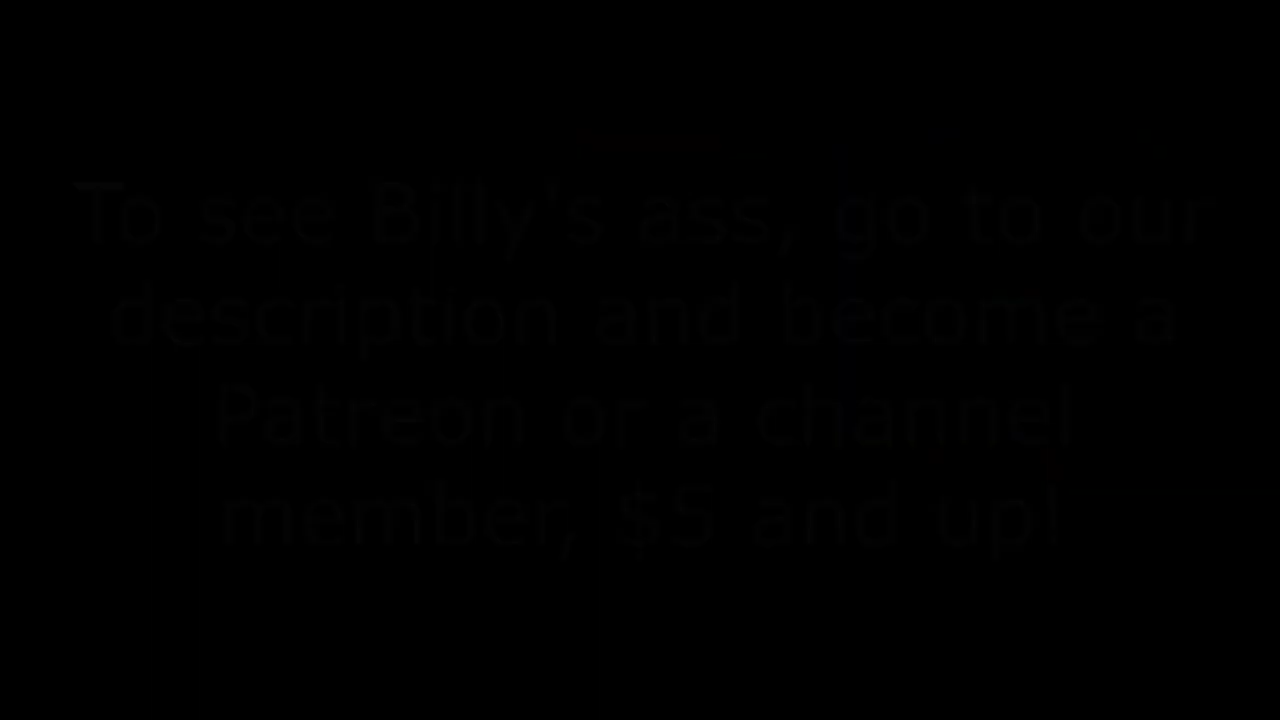 To see Billy's ass, go to our
description and become a
Patreon or a channel
member, $5 and up!